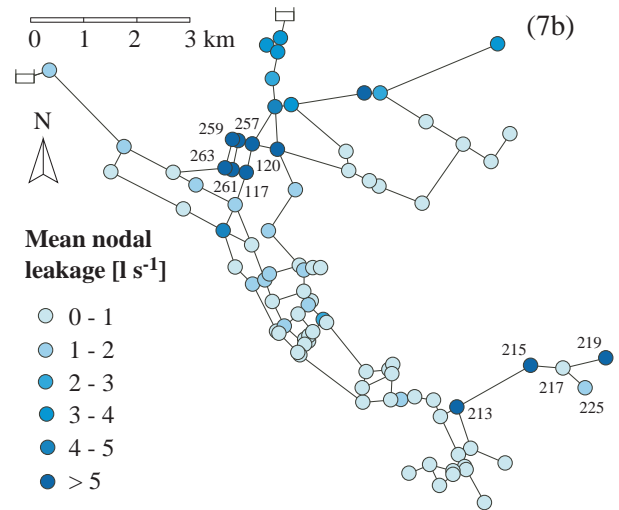 (7b)
0 1 2 3 km
N
259
257
263
120
261
117
Mean nodal
leakage [l s⁻¹]
0 - 1
1 - 2
2 - 3
3 - 4
4 - 5
> 5
215
219
217
225
213